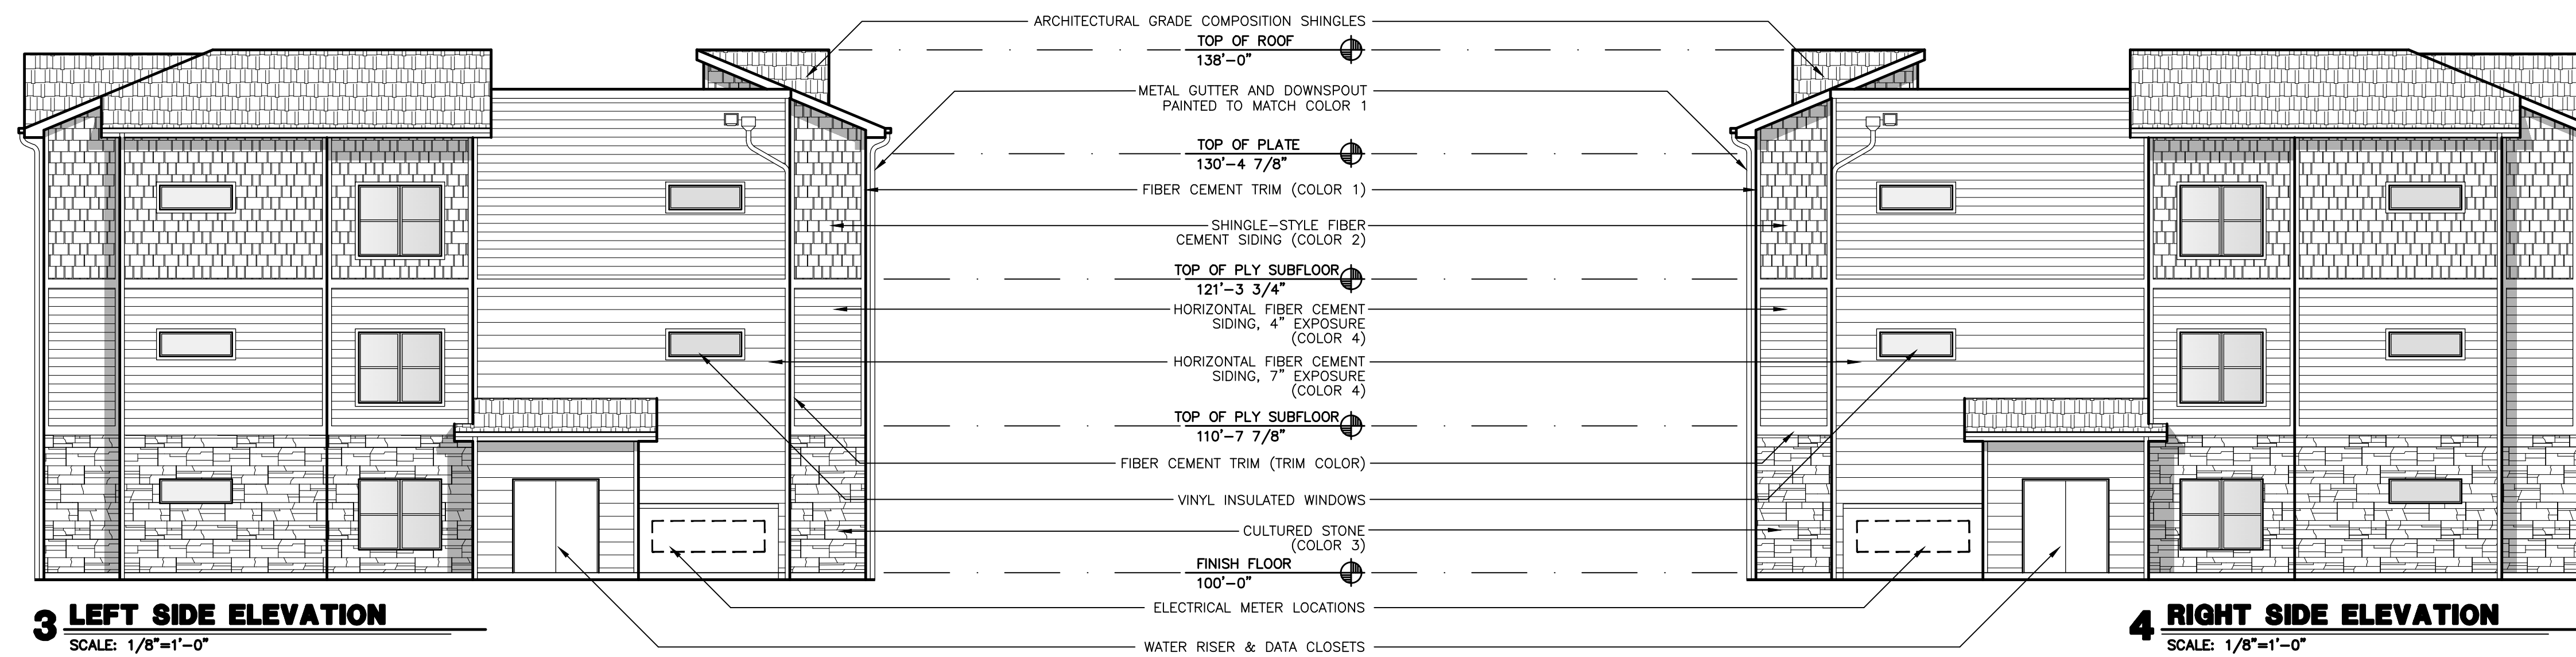 ARCHITECTURAL GRADE COMPOSITION SHINGLES
TOP OF ROOF
138'-0"
METAL GUTTER AND DOWNSPOUT
PAINTED TO MATCH COLOR 1
TOP OF PLATE
130'-4 7/8"
FIBER CEMENT TRIM (COLOR 1)
SHINGLE-STYLE FIBER
CEMENT SIDING (COLOR 2)
TOP OF PLY SUBFLOOR
121'-3 3/4"
HORIZONTAL FIBER CEMENT
SIDING, 4" EXPOSURE
(COLOR 4)
HORIZONTAL FIBER CEMENT
SIDING, 7" EXPOSURE
(COLOR 4)
TOP OF PLY SUBFLOOR
110'-7 7/8"
FIBER CEMENT TRIM (TRIM COLOR)
VINYL INSULATED WINDOWS
CULTURED STONE
(COLOR 3)
FINISH FLOOR
100'-0"
ELECTRICAL METER LOCATIONS
WATER RISER & DATA CLOSETS
3 LEFT SIDE ELEVATION
SCALE: 1/8"=1'-0"
4 RIGHT SIDE ELEVATION
SCALE: 1/8"=1'-0"